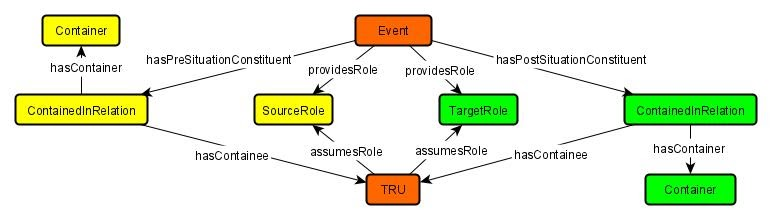 Container
Event
hasContainer
hasPreSituationConstituent
hasPostSituationConstituent
providesRole
providesRole
ContainedInRelation
SourceRole
TargetRole
ContainedInRelation
hasContainee
assumesRole
assumesRole
hasContainee
hasContainer
TRU
Container